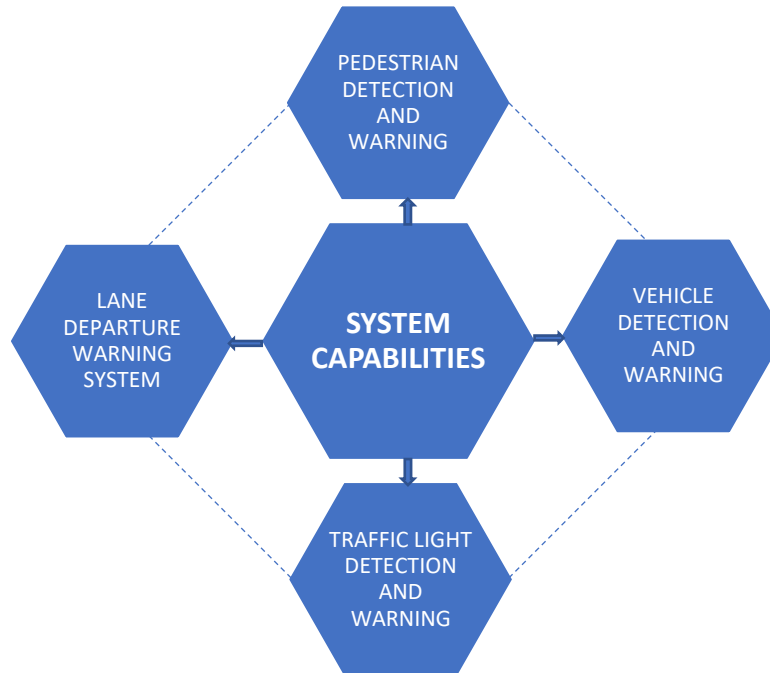 PEDESTRIAN
DETECTION
AND
WARNING
LANE
DEPARTURE
WARNING
SYSTEM
SYSTEM
CAPABILITIES
VEHICLE
DETECTION
AND
WARNING
TRAFFIC LIGHT
DETECTION
AND
WARNING